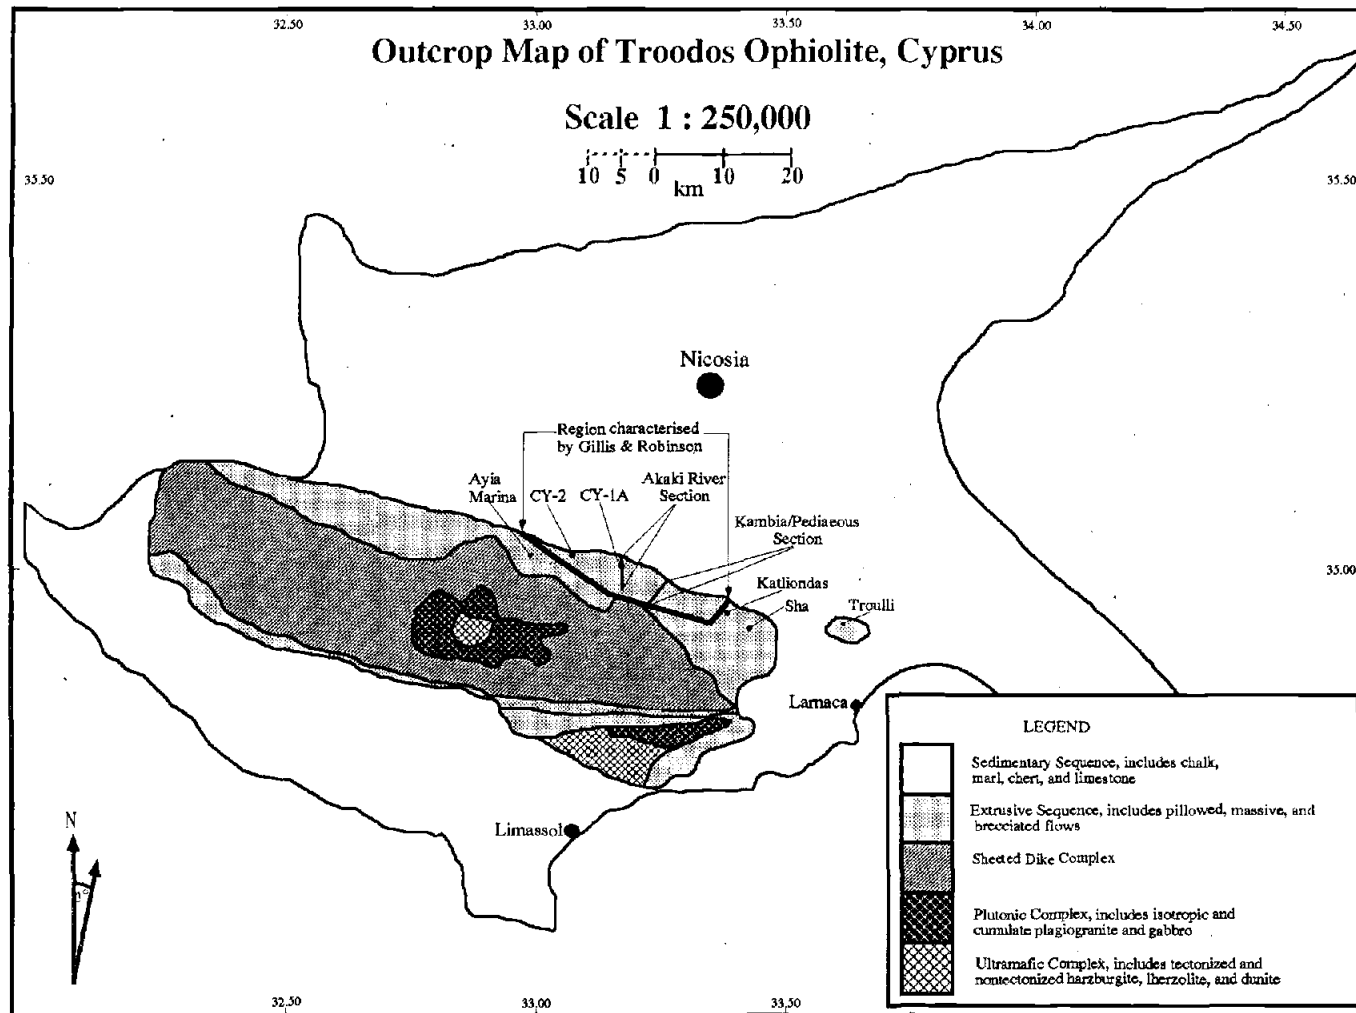 32.50 33.00 33.50 34.00 34.50
Outcrop Map of Troodos Ophiolite, Cyprus
Scale 1 : 250,000
10 5 0 10 20
km
35.50 35.50
Nicosia
Region characterised
by Gillis & Robinson
Ayia
Marina
CY-2
CY-1A
Akaki River
Section
Kambia/Pediaeous
Section
35.00
Katliondas
Sha
Troulli
Larnaca
Limassol
N
LEGEND
Sedimentary Sequence, includes chalk,
marl, chert, and limestone
Extrusive Sequence, includes pillowed, massive, and
brecciated flows
Sheeted Dike Complex
Plutonic Complex, includes isotropic and
cumulate plagiogranite and gabbro
Ultramafic Complex, includes tectonized and
nontectonized harzburgite, lherzolite, and dunite
32.50 33.00 33.50